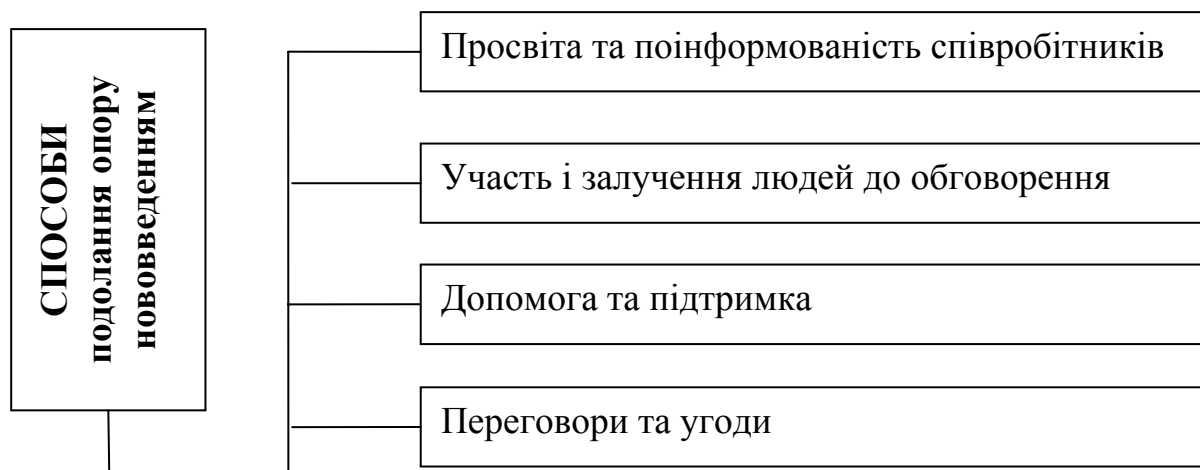 СПОСОБИ
подолання опору
нововведенням
Просвіта та поінформованість співробітників
Участь і залучення людей до обговорення
Допомога та підтримка
Переговори та угоди